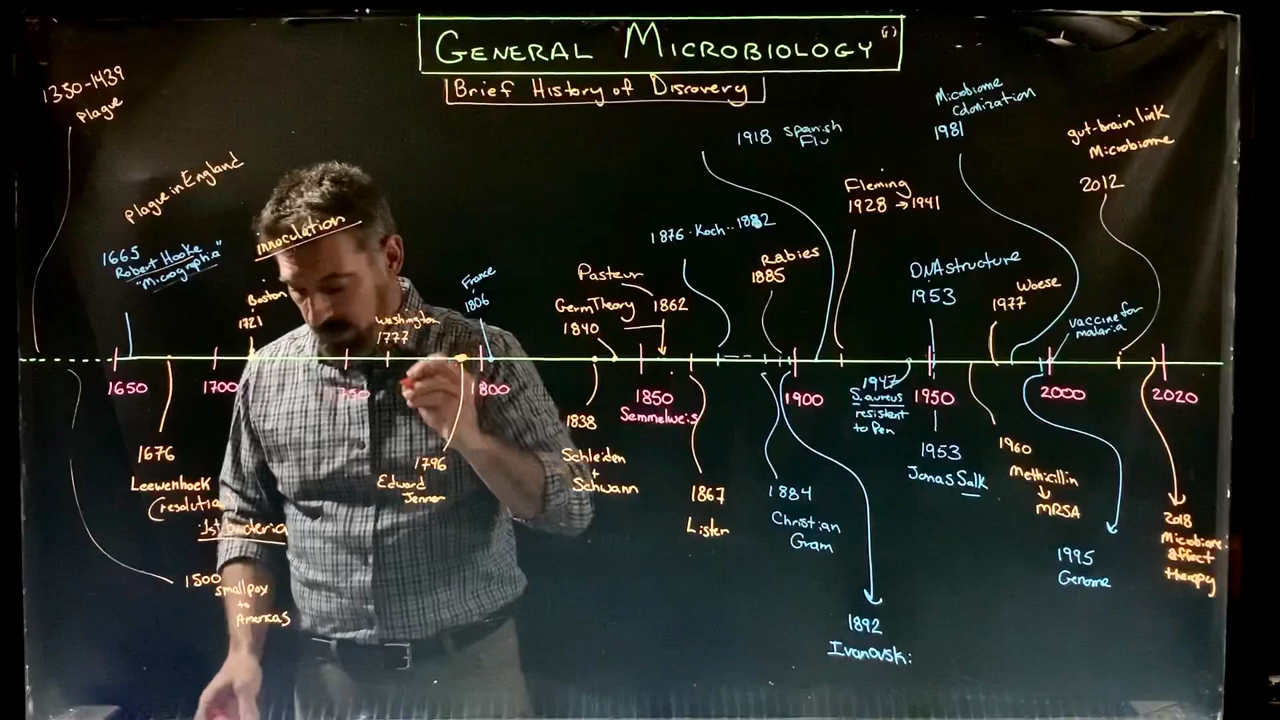 GENERAL MICROBIOLOGY (1)
Brief History of Discovery
1350-1439
plague
plague in England
1665
Robert Hooke
"Micrographia"
innoculation
Boston
1721
Washington
1777
France
1806
Pasteur
Germ Theory
1862
1840
1876 · Koch · · 1882
Rabies
1885
1918 Spanish
Flu
Fleming
1928 → 1941
Micobiome
Colonization
1981
DNA structure
1953
Woese
1977
vaccine for
malaria
gut-brain link
Microbiome
2012
1650
1700
1750
1800
1850
1900
1950
2000
2020
Semmelweis
1676
Leewenhoek
(resolutio
1st bacteria
1500
smallpox
to
Americas
1796
Edward
Jenner
1838
Schleiden
+
Schwann
1867
Lister
1884
Christian
Gram
1892
Ivanovski
1947
S. aureus
resistent
to Pen
1953
Jonas Salk
1960
Methicillin
↓
MRSA
1995
Genome
2018
Microbiome
affect
therapy